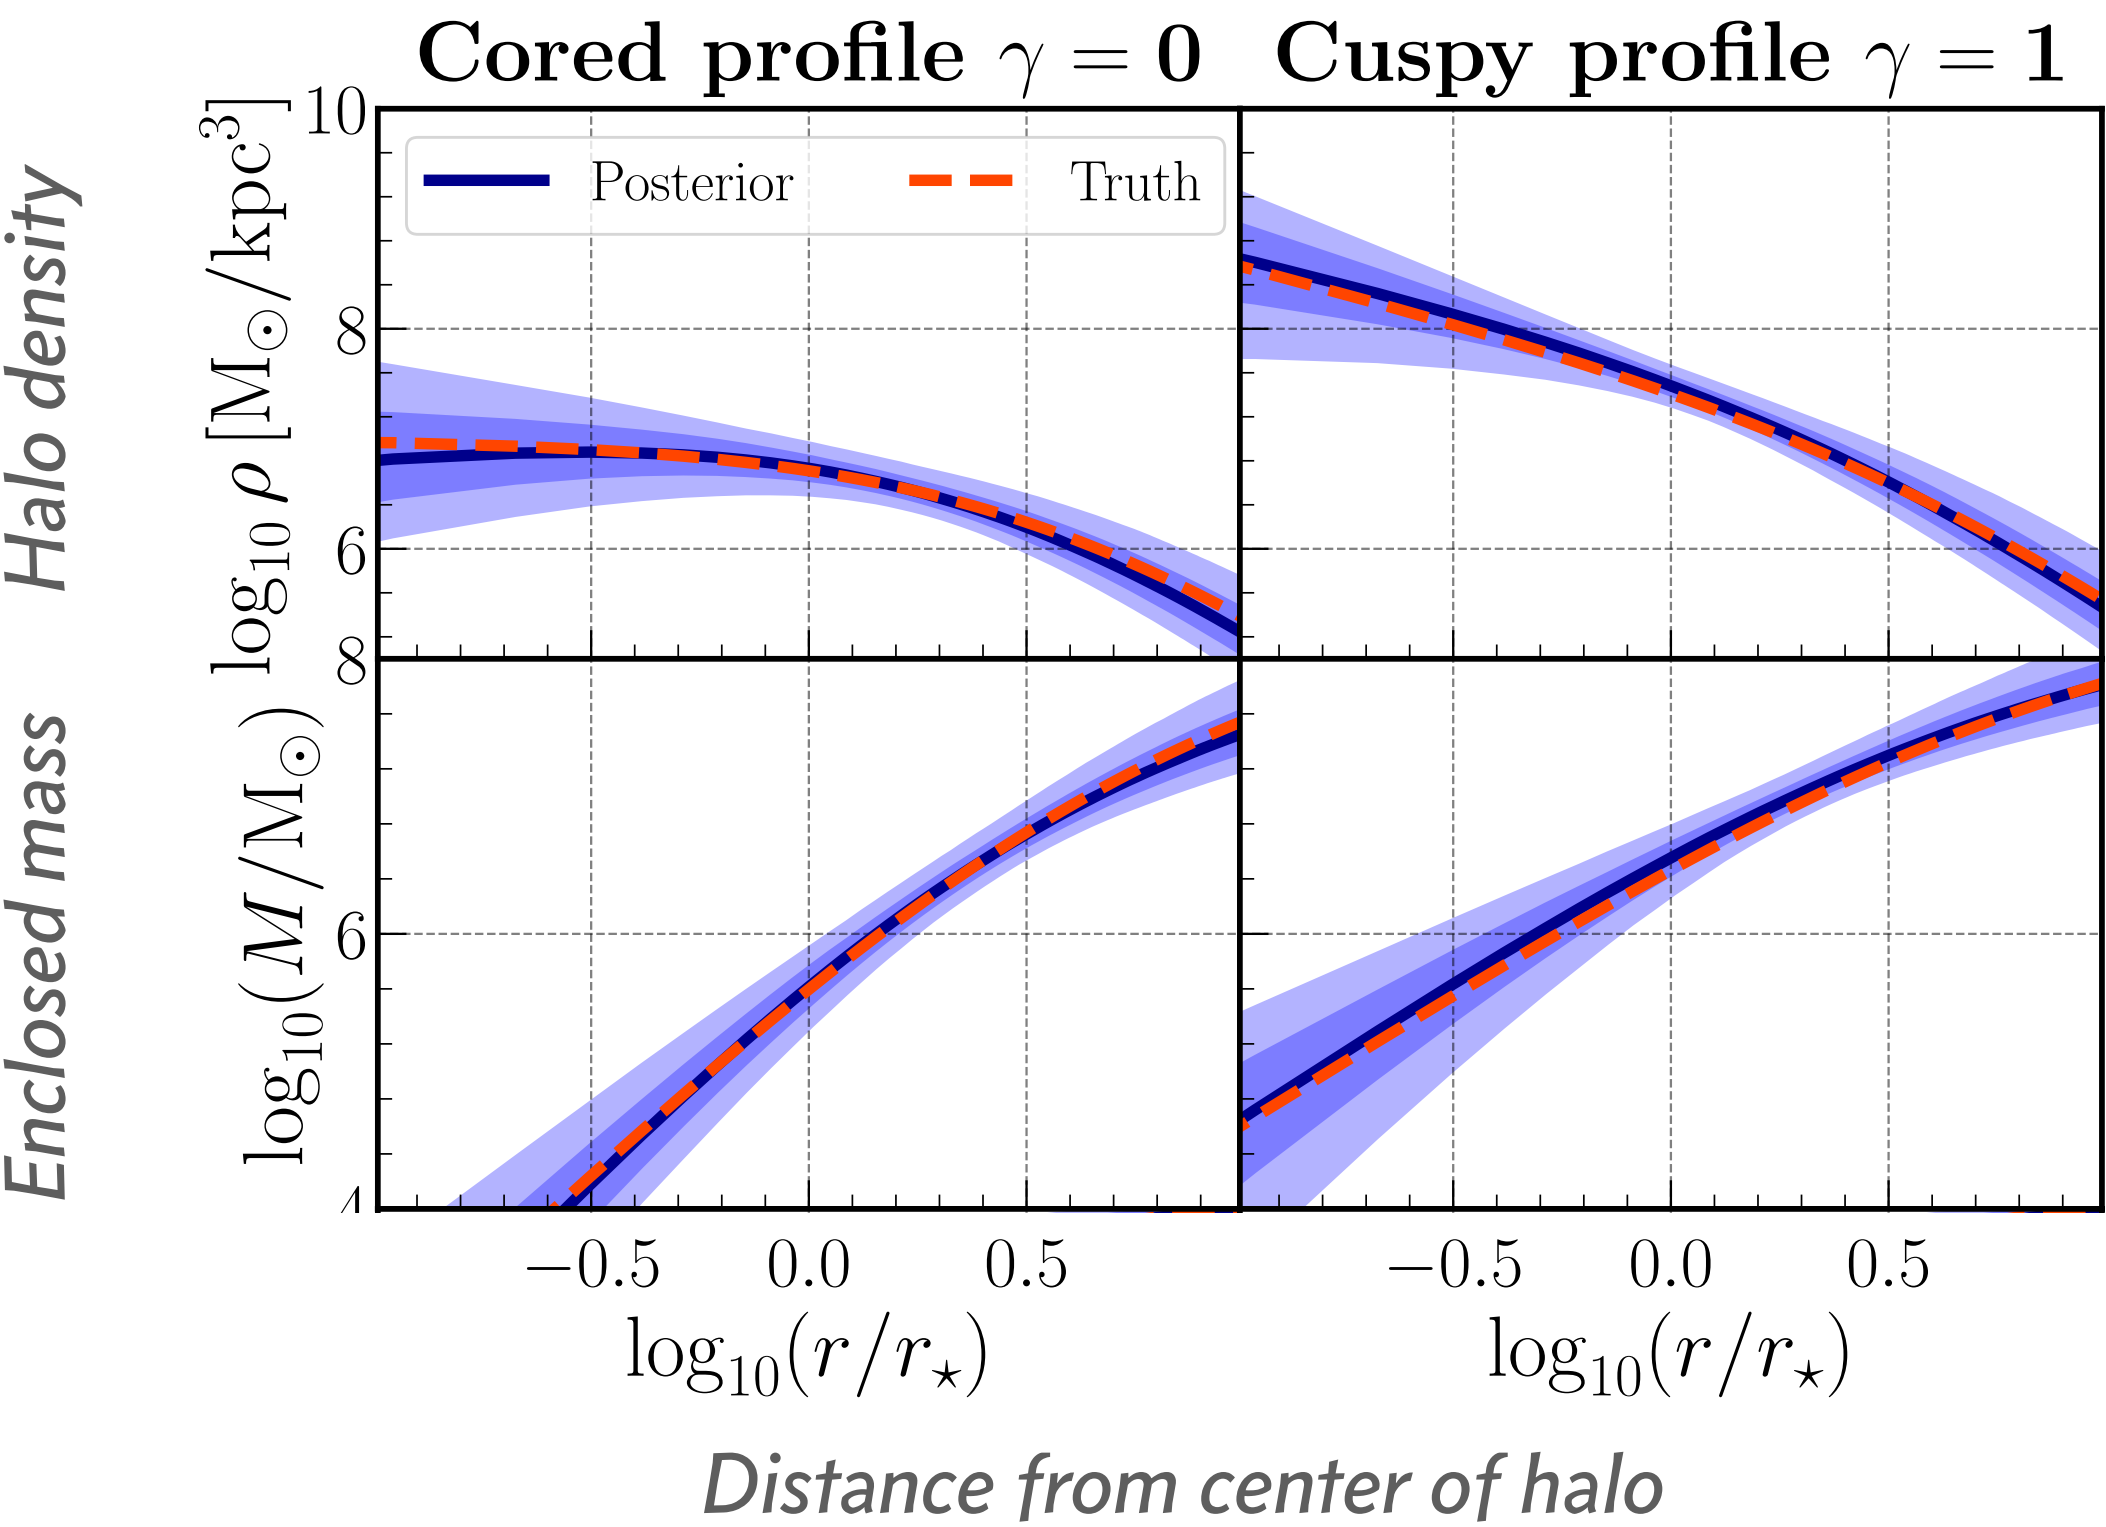 Cored profile γ = 0
Cuspy profile γ = 1
Halo density
log₁₀ ρ [M⊙/kpc³]
10
8
6
Posterior
Truth
Enclosed mass
log₁₀(M/M⊙)
8
6
4
−0.5 0.0 0.5
−0.5 0.0 0.5
log₁₀(r/r⋆)
log₁₀(r/r⋆)
Distance from center of halo